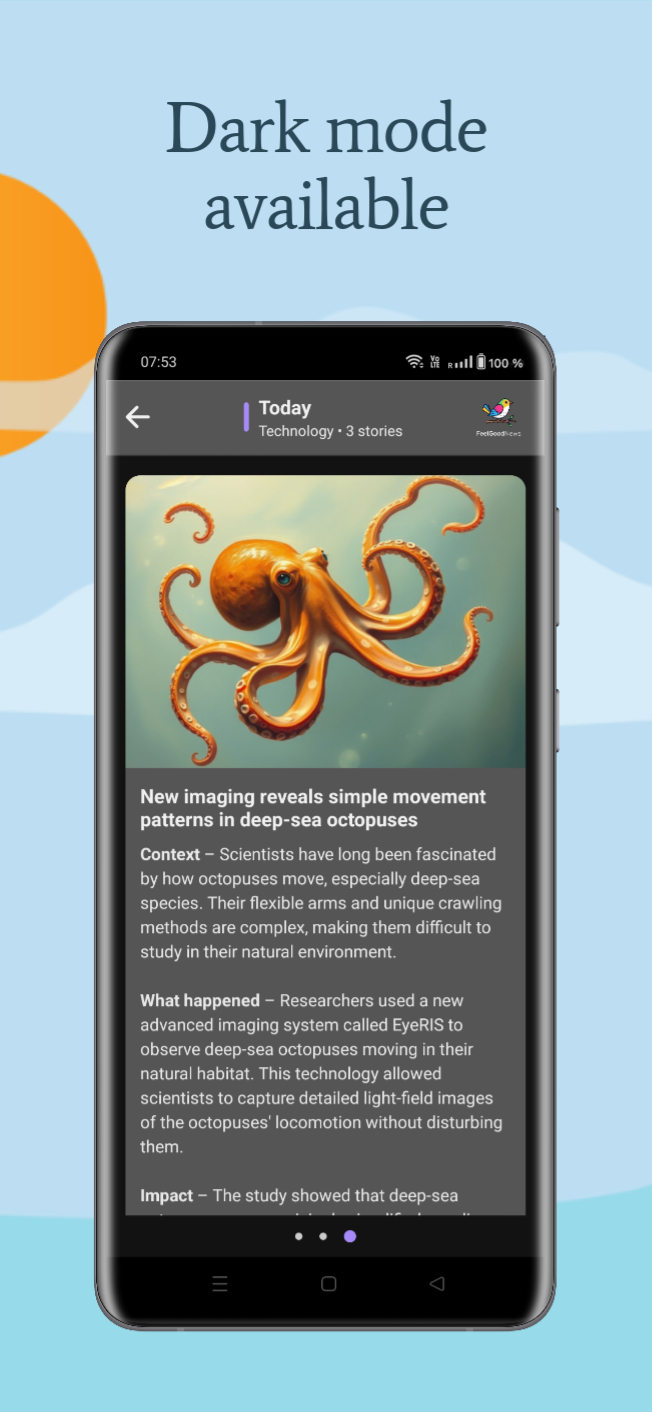 Dark mode
available
07:53
Vo
LTE
R
100 %
Today
Technology • 3 stories
FeelGoodNews
New imaging reveals simple movement
patterns in deep-sea octopuses
Context – Scientists have long been fascinated
by how octopuses move, especially deep-sea
species. Their flexible arms and unique crawling
methods are complex, making them difficult to
study in their natural environment.
What happened – Researchers used a new
advanced imaging system called EyeRIS to
observe deep-sea octopuses moving in their
natural habitat. This technology allowed
scientists to capture detailed light-field images
of the octopuses' locomotion without disturbing
them.
Impact – The study showed that deep-sea